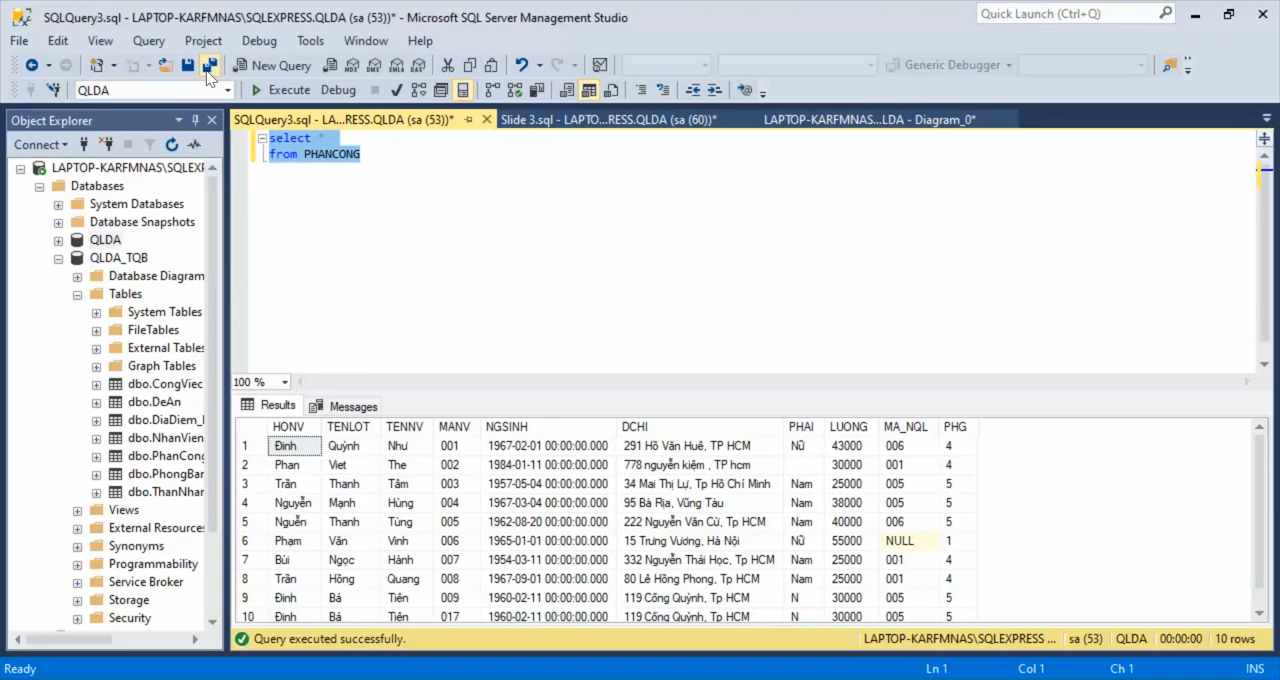 SQLQuery3.sql - LAPTOP-KARFMNAS\SQLEXPRESS.QLDA (sa (53))* - Microsoft SQL Server Management Studio
Quick Launch (Ctrl+Q)
File Edit View Query Project Debug Tools Window Help
New Query MDX DMX XMLA DAX Generic Debugger
QLDA Execute Debug
Object Explorer
SQLQuery3.sql - LA...RESS.QLDA (sa (53))* Slide 3.sql - LAPTO...RESS.QLDA (sa (60))* LAPTOP-KARFMNAS...LDA - Diagram_0*
Connect
LAPTOP-KARFMNAS\SQLEXF
Databases
System Databases
Database Snapshots
QLDA
QLDA_TQB
Database Diagram
Tables
System Tables
FileTables
External Tables
Graph Tables
dbo.CongViec
dbo.DeAn
dbo.DiaDiem_
dbo.NhanVien
dbo.PhanCong
dbo.PhongBar
dbo.ThanNhar
Views
External Resources
Synonyms
Programmability
Service Broker
Storage
Security
select *
from PHANCONG
100 %
Results Messages
HONV TENLOT TENNV MANV NGSINH DCHI PHAI LUONG MA_NQL PHG
1 Đinh Quỳnh Như 001 1967-02-01 00:00:00.000 291 Hồ Văn Huê, TP HCM Nữ 43000 006 4
2 Phan Viet The 002 1984-01-11 00:00:00.000 778 nguyễn kiệm , TP hcm 30000 001 4
3 Trần Thanh Tâm 003 1957-05-04 00:00:00.000 34 Mai Thị Lự, Tp Hồ Chí Minh Nam 25000 005 5
4 Nguyễn Mạnh Hùng 004 1967-03-04 00:00:00.000 95 Bà Rịa, Vũng Tàu Nam 38000 005 5
5 Nguễn Thanh Tùng 005 1962-08-20 00:00:00.000 222 Nguyễn Văn Cừ, Tp HCM Nam 40000 006 5
6 Phạm Văn Vinh 006 1965-01-01 00:00:00.000 15 Trưng Vương, Hà Nội Nữ 55000 NULL 1
7 Bùi Ngọc Hành 007 1954-03-11 00:00:00.000 332 Nguyễn Thái Học, Tp HCM Nam 25000 001 4
8 Trần Hồng Quang 008 1967-09-01 00:00:00.000 80 Lê Hồng Phong, Tp HCM Nam 25000 001 4
9 Đinh Bá Tiên 009 1960-02-11 00:00:00.000 119 Cống Quỳnh, Tp HCM N 30000 005 5
10 Đinh Bá Tiên 017 1960-02-11 00:00:00.000 119 Cống Quỳnh, Tp HCM N 30000 005 5
Query executed successfully. LAPTOP-KARFMNAS\SQLEXPRESS ... sa (53) QLDA 00:00:00 10 rows
Ready Ln 1 Col 1 Ch 1 INS